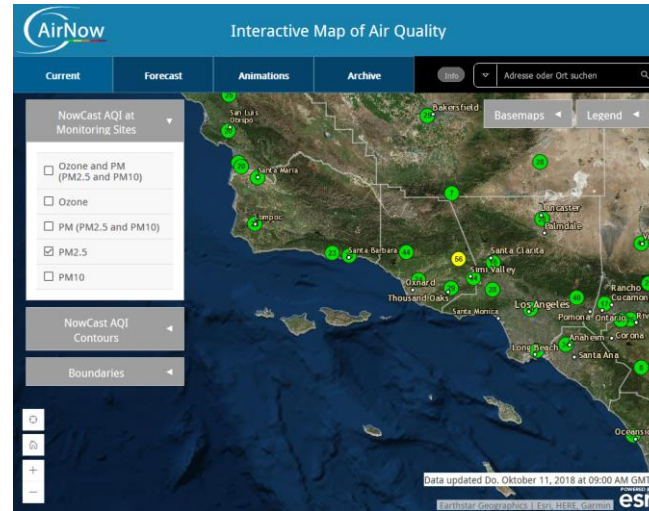 AirNow
Interactive Map of Air Quality
Current
Forecast
Animations
Archive
Info
Adresse oder Ort suchen
NowCast AQI at
Monitoring Sites
Ozone and PM
(PM2.5 and PM10)
Ozone
PM (PM2.5 and PM10)
PM2.5
PM10
NowCast AQI
Contours
Boundaries
Basemaps
Legend
Bakersfield
San Luis
Obispo
Santa Maria
Lompoc
Lancaster
Palmdale
Santa Barbara
Santa Clarita
56
Simi Valley
Oxnard
Thousand Oaks
Santa Monica
Los Angeles
Rancho
Cucamon
Pomona
Ontario
Riv
Anaheim
Corona
Long Beach
Santa Ana
Oceansi
+
−
Data updated Do. Oktober 11, 2018 at 09:00 AM GMT
POWERED B
Earthstar Geographics | Esri, HERE, Garmin
esri